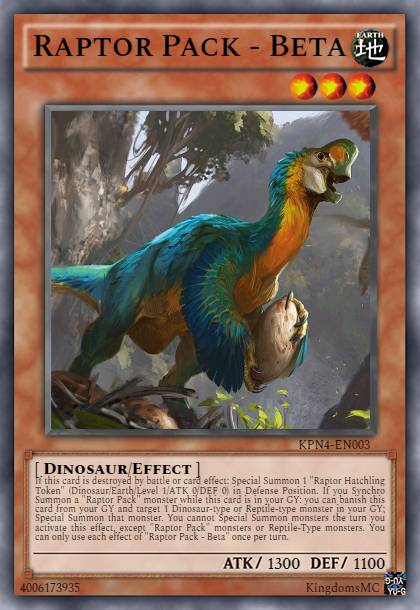 RAPTOR PACK - BETA
EARTH
地
KPN4-EN003
[ DINOSAUR/EFFECT ]
If this card is destroyed by battle or card effect: Special Summon 1 "Raptor Hatchling
Token" (Dinosaur/Earth/Level 1/ATK 0/DEF 0) in Defense Position. If you Synchro
Summon a "Raptor Pack" monster while this card is in your GY: you can banish this
card from your GY and target 1 Dinosaur-type or Reptile-type monster in your GY;
Special Summon that monster. You cannot Special Summon monsters the turn you
activate this effect, except "Raptor Pack" monsters or Reptile-Type Monsters. You
can only use each effect of "Raptor Pack - Beta" once per turn.
ATK/ 1300 DEF/ 1100
4006173935
KingdomsMC